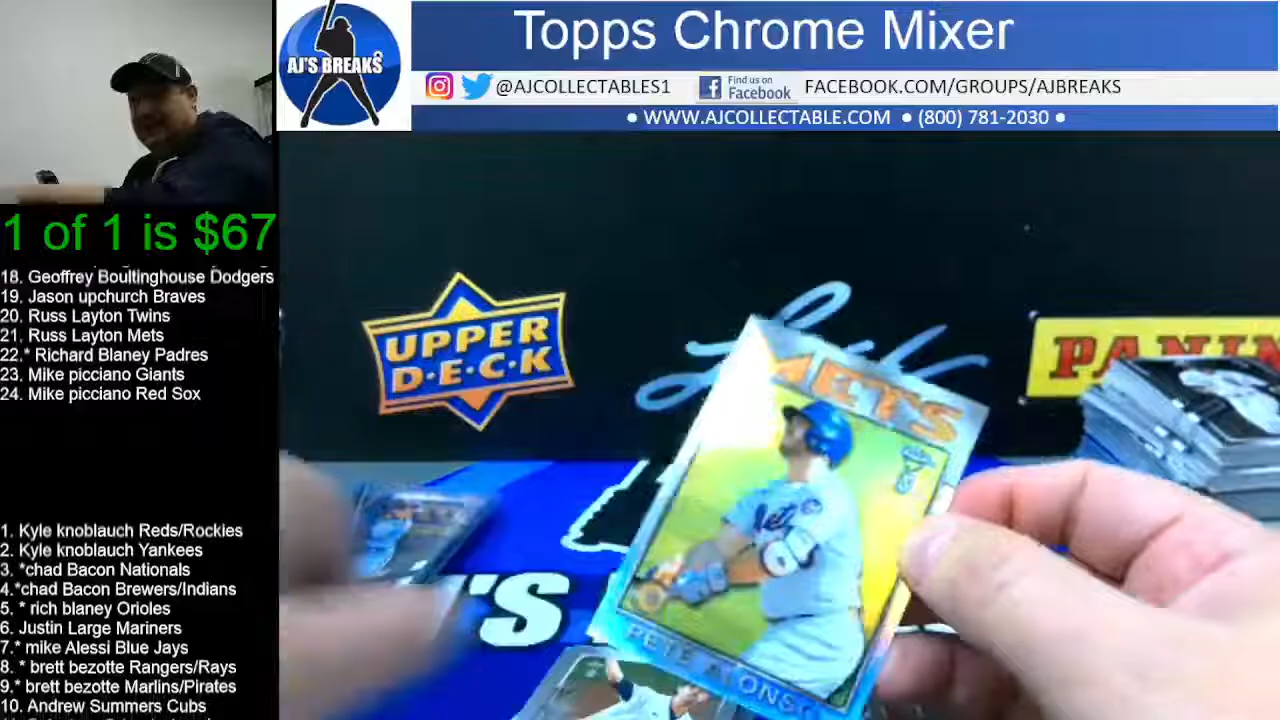 Topps Chrome Mixer
AJ'S BREAKS
@AJCOLLECTABLES1
Find us on
Facebook
FACEBOOK.COM/GROUPS/AJBREAKS
• WWW.AJCOLLECTABLE.COM • (800) 781-2030 •
1 of 1 is $67
18. Geoffrey Boultinghouse Dodgers
19. Jason upchurch Braves
20. Russ Layton Twins
21. Russ Layton Mets
22.* Richard Blaney Padres
23. Mike picciano Giants
24. Mike picciano Red Sox
1. Kyle knoblauch Reds/Rockies
2. Kyle knoblauch Yankees
3. *chad Bacon Nationals
4.*chad Bacon Brewers/Indians
5. * rich blaney Orioles
6. Justin Large Mariners
7.* mike Alessi Blue Jays
8. * brett bezotte Rangers/Rays
9.* brett bezotte Marlins/Pirates
10. Andrew Summers Cubs
UPPER
D•E•C•K
PANINI
METS
Mets
PETE ALONSO
'S